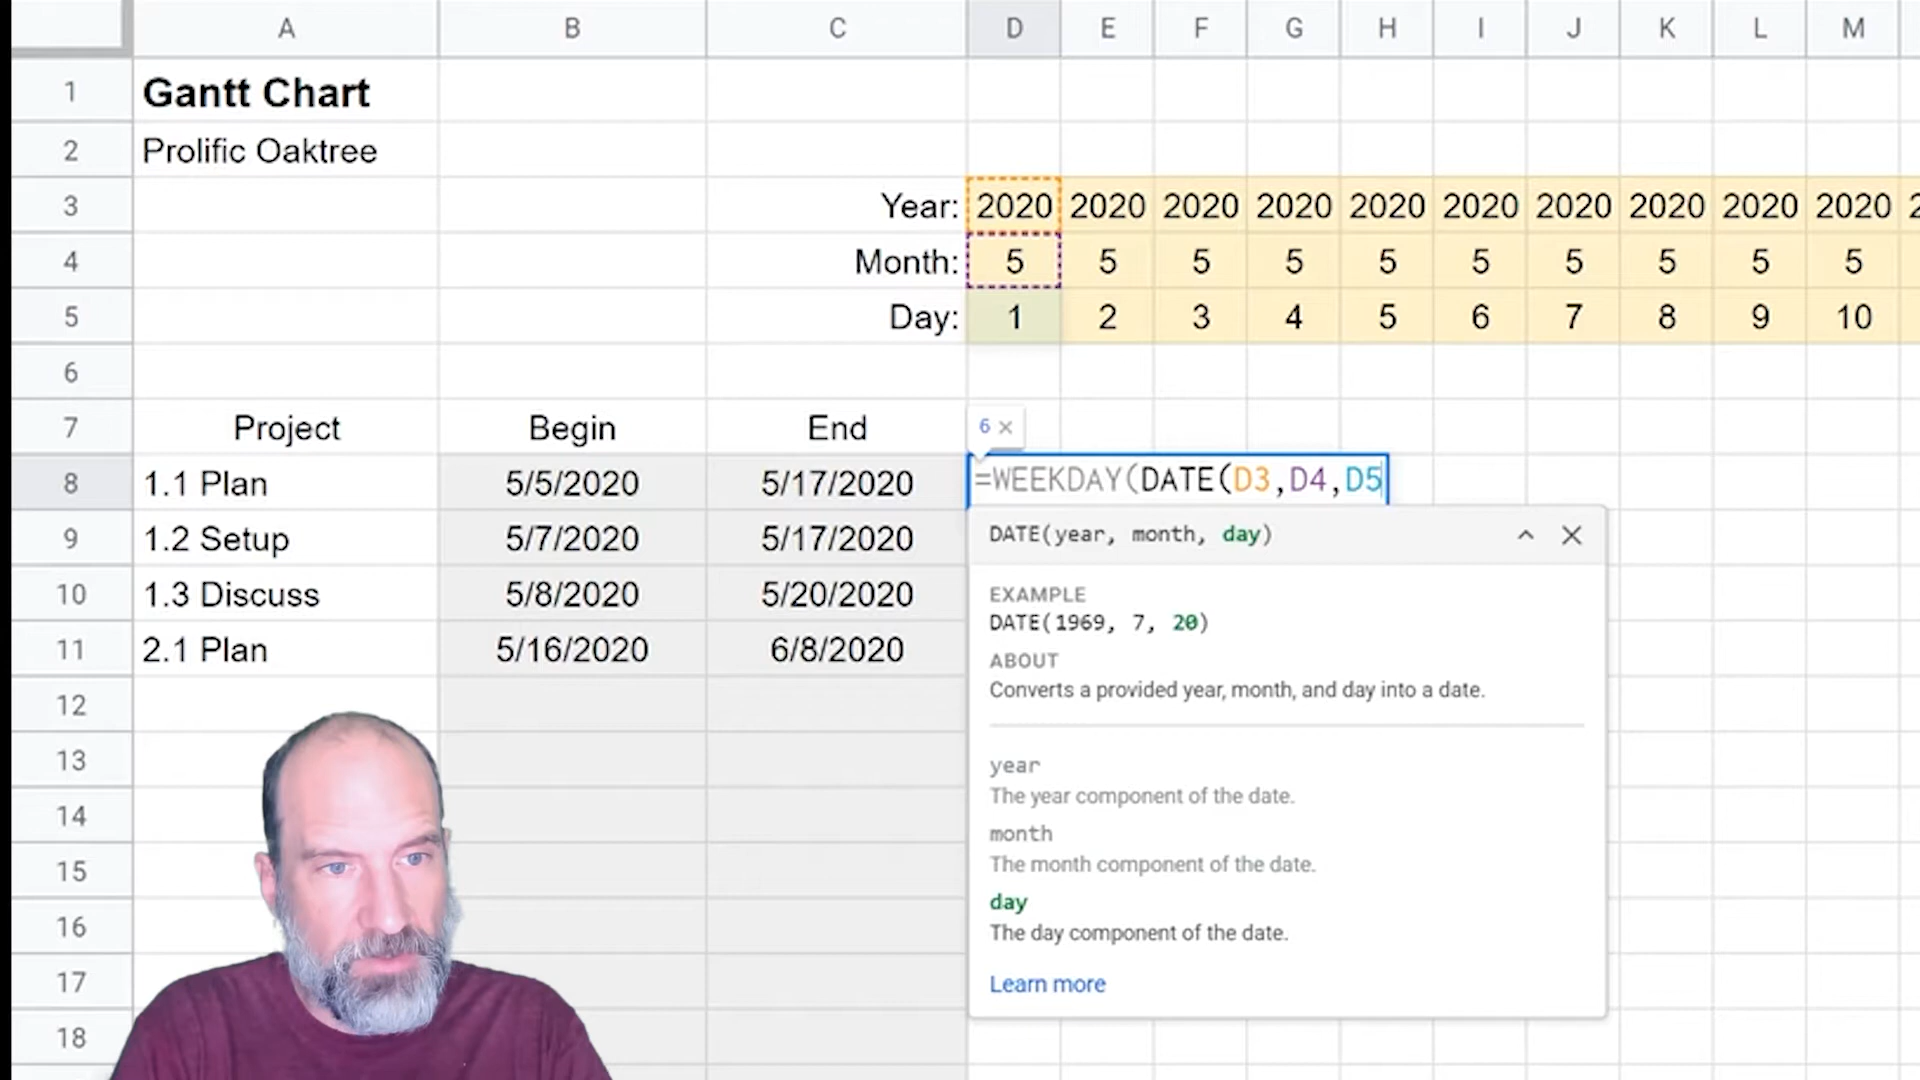 A B C D E F G H I J K L M
1 Gantt Chart
2 Prolific Oaktree
3 Year: 2020 2020 2020 2020 2020 2020 2020 2020 2020 2020 2
4 Month: 5 5 5 5 5 5 5 5 5 5
5 Day: 1 2 3 4 5 6 7 8 9 10
6
7 Project Begin End 6 ×
8 1.1 Plan 5/5/2020 5/17/2020 =WEEKDAY(DATE(D3,D4,D5
9 1.2 Setup 5/7/2020 5/17/2020
10 1.3 Discuss 5/8/2020 5/20/2020
11 2.1 Plan 5/16/2020 6/8/2020
12
13
14
15
16
17
18
DATE(year, month, day)
EXAMPLE
DATE(1969, 7, 20)
ABOUT
Converts a provided year, month, and day into a date.
year
The year component of the date.
month
The month component of the date.
day
The day component of the date.
Learn more